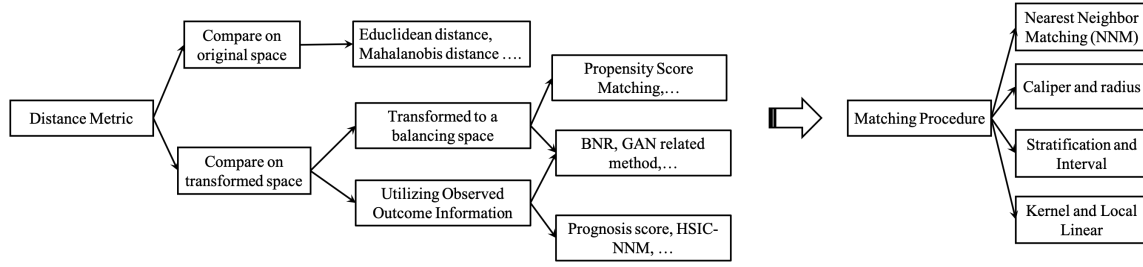 Distance Metric
Compare on
original space
Educlidean distance,
Mahalanobis distance ….
Compare on
transformed space
Transformed to a
balancing space
Utilizing Observed
Outcome Information
Propensity Score
Matching,…
BNR, GAN related
method,…
Prognosis score, HSIC-
NNM, …
Matching Procedure
Nearest Neighbor
Matching (NNM)
Caliper and radius
Stratification and
Interval
Kernel and Local
Linear